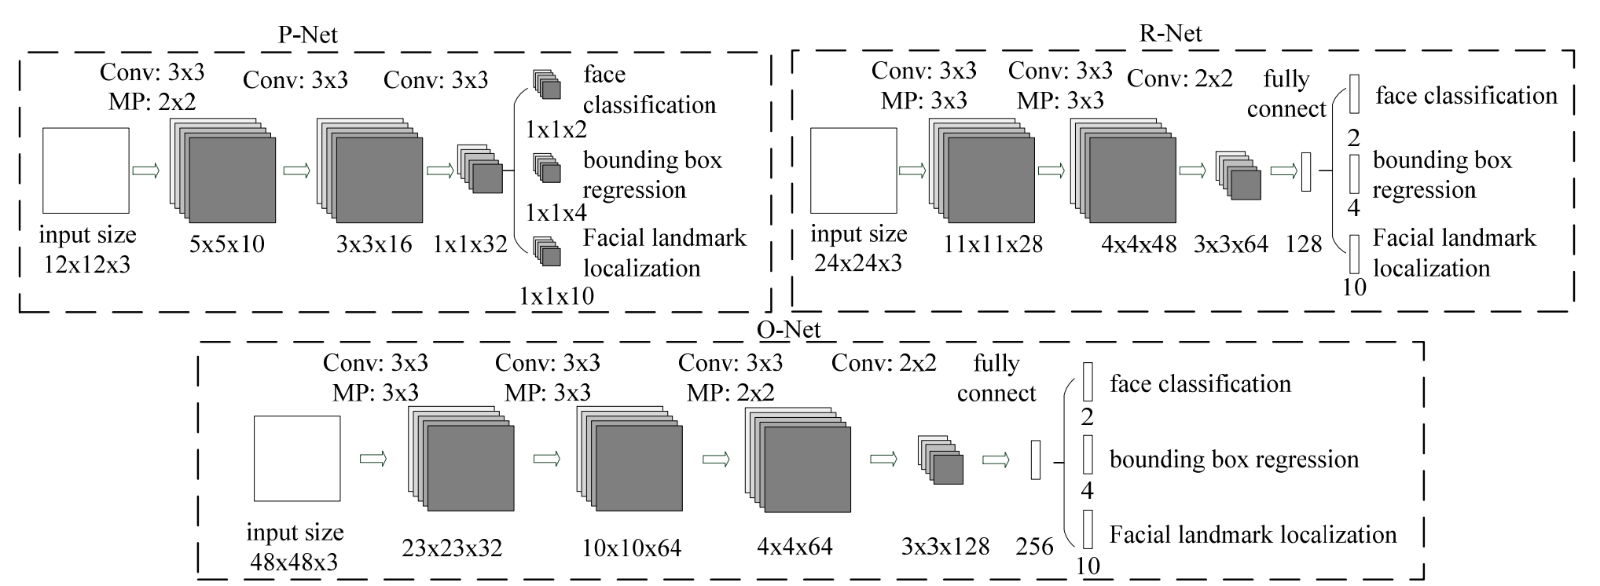 P-Net
Conv: 3x3
MP: 2x2
Conv: 3x3
Conv: 3x3
face
classification
1x1x2
bounding box
regression
1x1x4
Facial landmark
localization
1x1x10
input size
12x12x3
5x5x10
3x3x16
1x1x32
R-Net
Conv: 3x3
MP: 3x3
Conv: 3x3
MP: 3x3
Conv: 2x2
fully
connect
face classification
2
bounding box
regression
4
Facial landmark
localization
10
input size
24x24x3
11x11x28
4x4x48
3x3x64
128
O-Net
Conv: 3x3
MP: 3x3
Conv: 3x3
MP: 3x3
Conv: 3x3
MP: 2x2
Conv: 2x2
fully
connect
face classification
2
bounding box regression
4
Facial landmark localization
10
input size
48x48x3
23x23x32
10x10x64
4x4x64
3x3x128
256